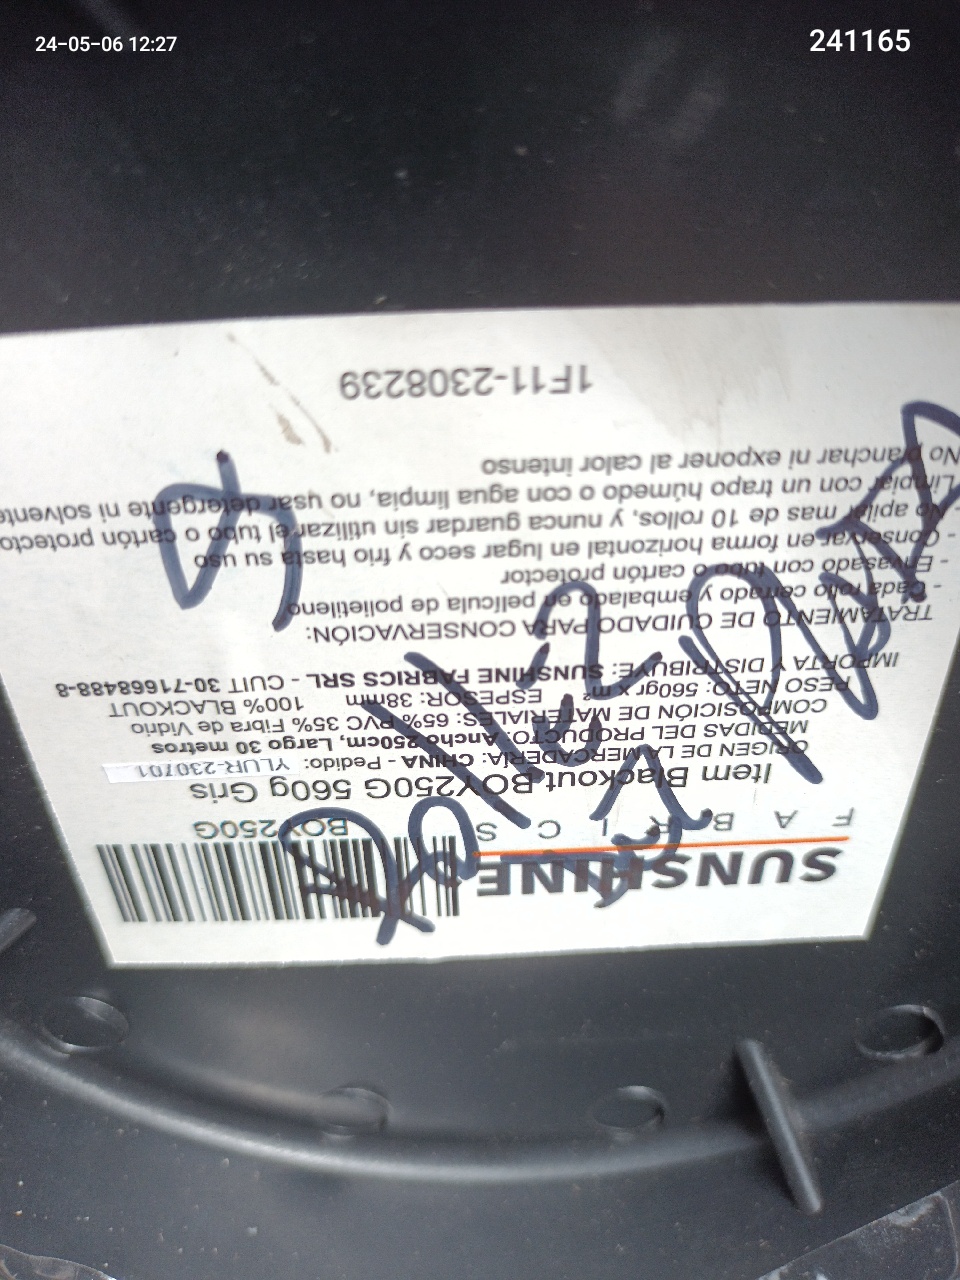 24-05-06 12:27
241165
SUNSHINE
FABRICS
BOY250G
Item Blackout BOY250G 560g Gris
ORIGEN DE LA MERCADERÍA: CHINA - Pedido: YLUR-230701
MEDIDAS DEL PRODUCTO: Ancho 250cm, Largo 30 metros
COMPOSICIÓN DE MATERIALES: 65% PVC 35% Fibra de Vidrio
PESO NETO: 560gr x m² ESPESOR: 38mm 100% BLACKOUT
IMPORTA Y DISTRIBUYE: SUNSHINE FABRICS SRL - CUIT 30-71668488-8
TRATAMIENTO DE CUIDADO PARA CONSERVACIÓN:
- Cada rollo cerrado y embalado en película de polietileno
- Envasado con tubo o cartón protector
- Conservar en forma horizontal en lugar seco y frío hasta su uso
- No apilar mas de 10 rollos, y nunca guardar sin utilizar el tubo o cartón protector
Limpiar con un trapo húmedo o con agua limpia, no usar detergente ni solvente
No planchar ni exponer al calor intenso
1F11-2308239